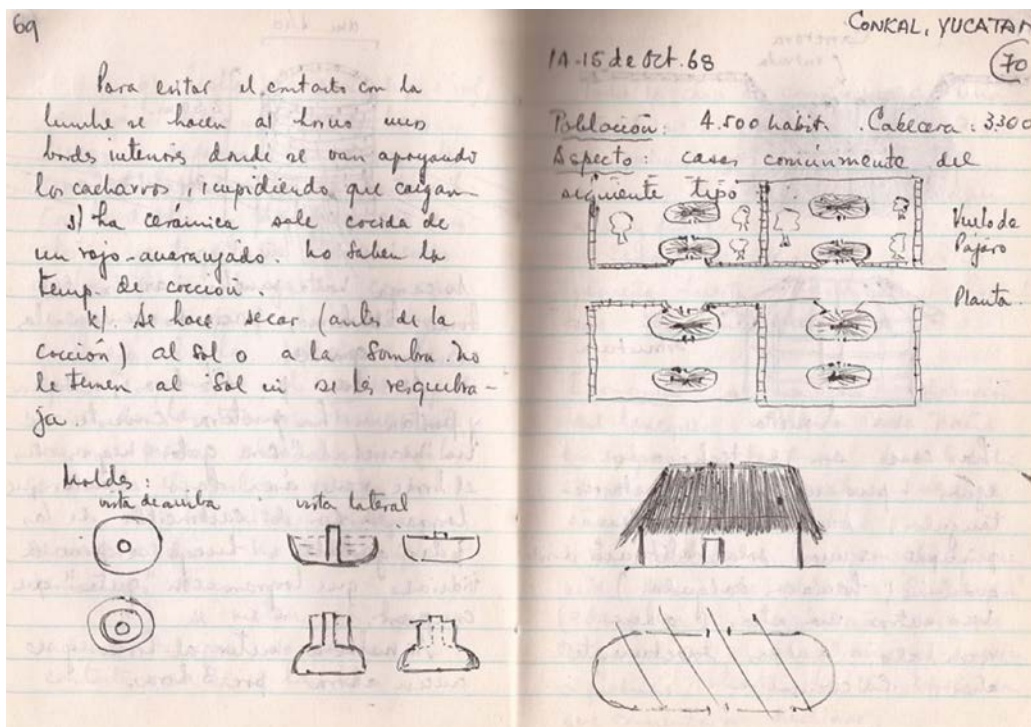 69
Para evitar el contacto con la
lumbre se hacen al horno unos
bordes interiores donde se van apoyando
los cacharros, impidiendo que caigan
j) La cerámica sale cocida de
un rojo-anaranjado. No saben la
temp. de cocción.
k). Se hace secar (antes de la
cocción) al sol o a la sombra. No
le temen al sol ni se les resquebra-
ja
Moldes:
vista de arriba vista lateral
CONKAL, YUCATAN
14-15 de Oct. 68
70
Población: 4.500 habit. Cabecera: 3300
Aspecto: casas comúnmente del
siguiente tipo:
Vuelo de
Pájaro
Planta.